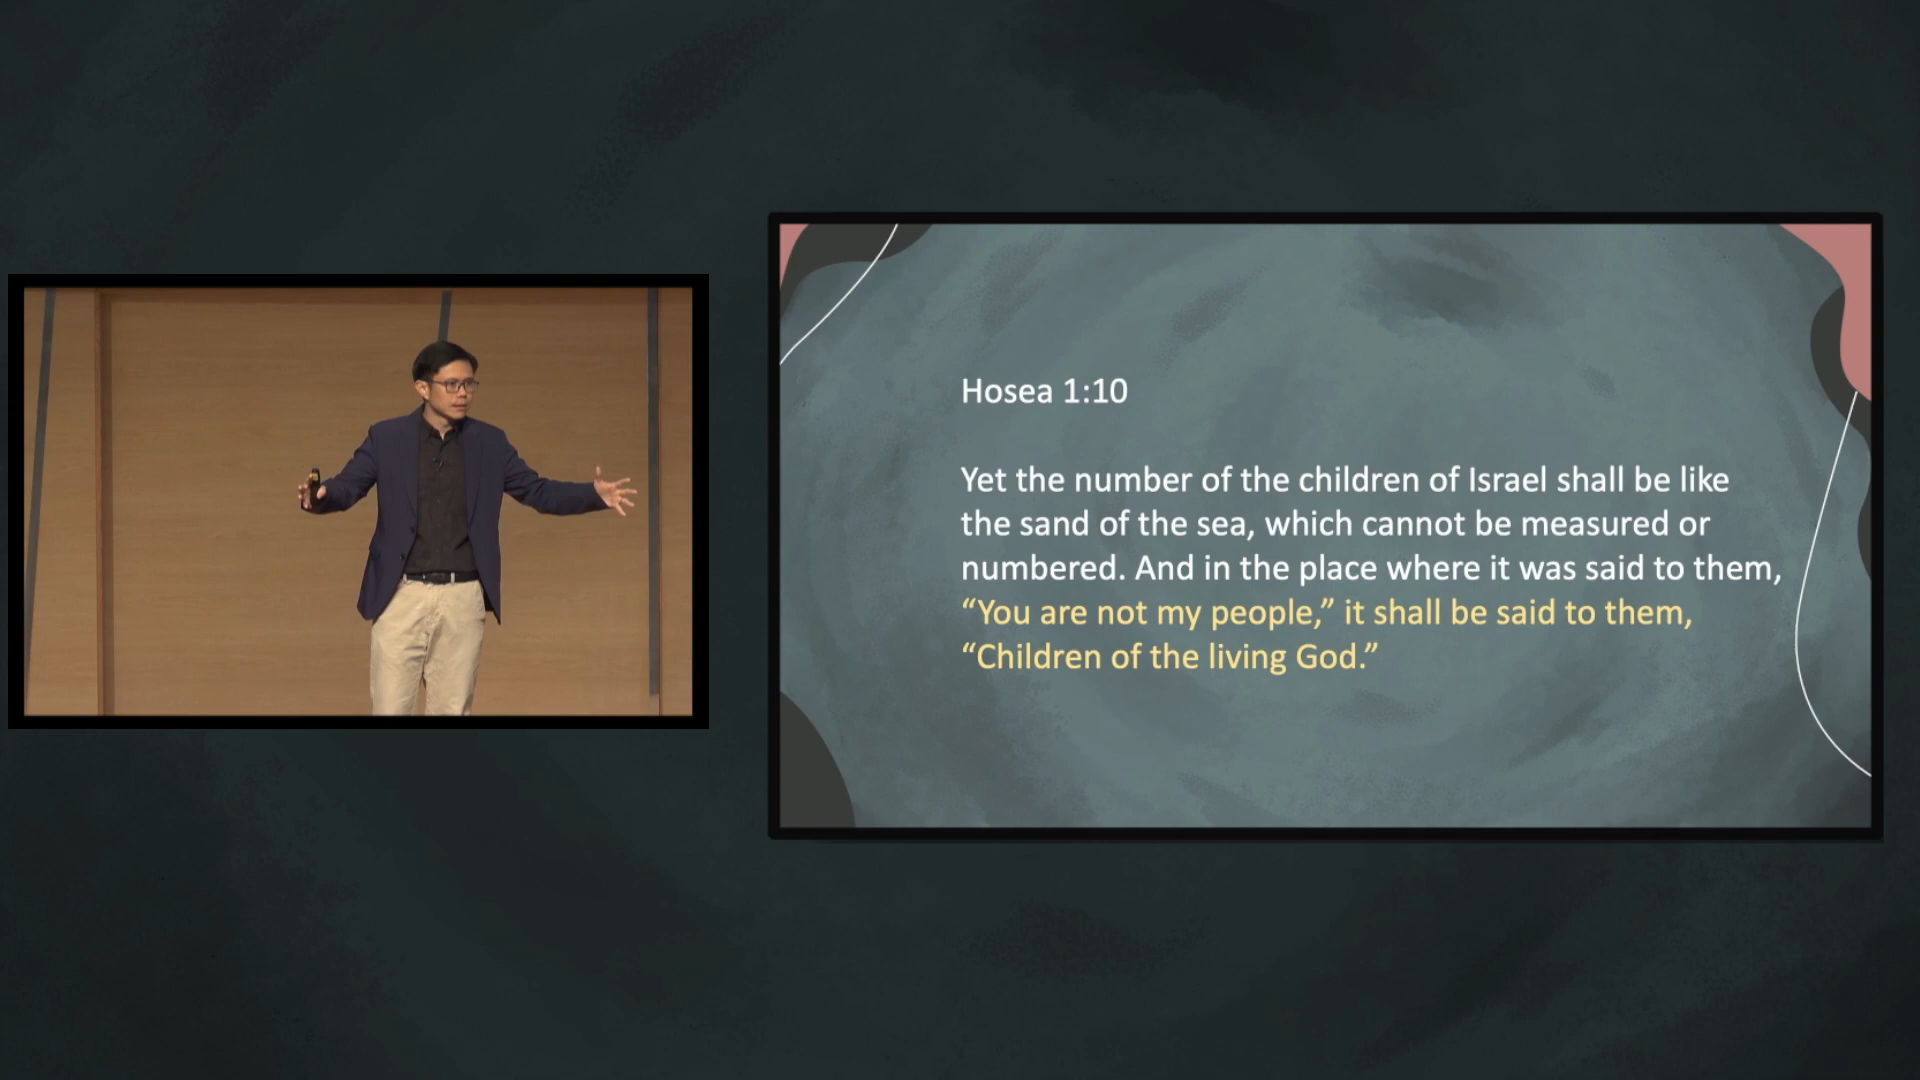 Hosea 1:10
Yet the number of the children of Israel shall be like
the sand of the sea, which cannot be measured or
numbered. And in the place where it was said to them,
“You are not my people,” it shall be said to them,
“Children of the living God.”